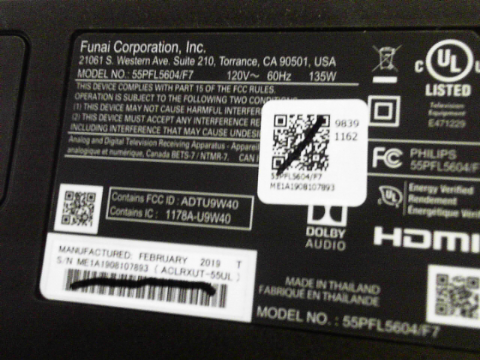 Funai Corporation, Inc.
21061 S. Western Ave. Suite 210, Torrance, CA 90501, USA
MODEL NO.: 55PFL5604/F7 120V~ 60Hz 135W
THIS DEVICE COMPLIES WITH PART 15 OF THE FCC RULES.
OPERATION IS SUBJECT TO THE FOLLOWING TWO CONDITIONS
(1) THIS DEVICE MAY NOT CAUSE HARMFUL INTERFE
(2) THIS DEVICE MUST ACCEPT ANY INTERFERENCE RE
INCLUDING INTERFERENCE THAT MAY CAUSE UNDESIRE
Analog and Digital Television Receiving Apparatus - Appareil
analogique et numérique, Canada BETS-7 / NTMR-7. CAN I
C UL
LISTED
Television
Equipment
E471229
9839
1162
55PFL5604/F7
ME1A1908107893
FC PHILIPS
55PFL5604/F7
UL Energy Verified
Rendement
Énergétique Vérifi
Contains FCC ID : ADTU9W40
Contains IC : 1178A-U9W40
DOLBY
AUDIO
HDMI
MANUFACTURED: FEBRUARY 2019 T
S/N ME1A1908107893 (ACLRXUT-55UL)
MADE IN THAILAND
FABRIQUÉ EN THAÏLANDE
MODEL NO.: 55PFL5604/F7